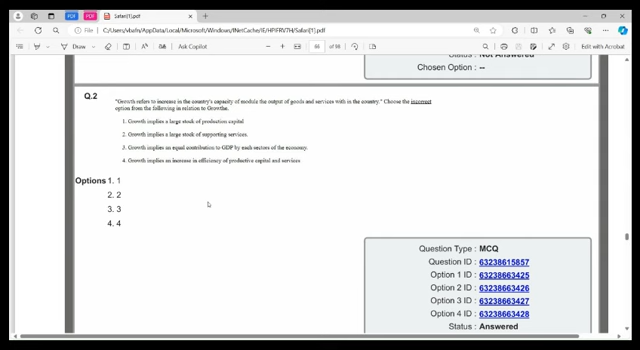 Safari[1].pdf
PDF
PDF
File
C:/Users/
/AppData/Local/Microsoft/Windows/INetCache/IE/HPIFRVTH/Safari[1].pdf
Draw
Ask Copilot
66 of 98
Edit with Acrobat
Status : Not Answered
Chosen Option : --
Q.2
"Growth refers to increase in the country's capacity of module the output of goods and services with in the country." Choose the incorrect
option from the following in relation to Growths.
1. Growth implies a large stock of production capital
2. Growth implies a large stock of supporting services.
3. Growth implies an equal contribution to GDP by each sectors of the economy.
4. Growth implies an increase in efficiency of productive capital and services
Options 1. 1
2. 2
3. 3
4. 4
Question Type : MCQ
Question ID : 63238615857
Option 1 ID : 63238663425
Option 2 ID : 63238663426
Option 3 ID : 63238663427
Option 4 ID : 63238663428
Status : Answered